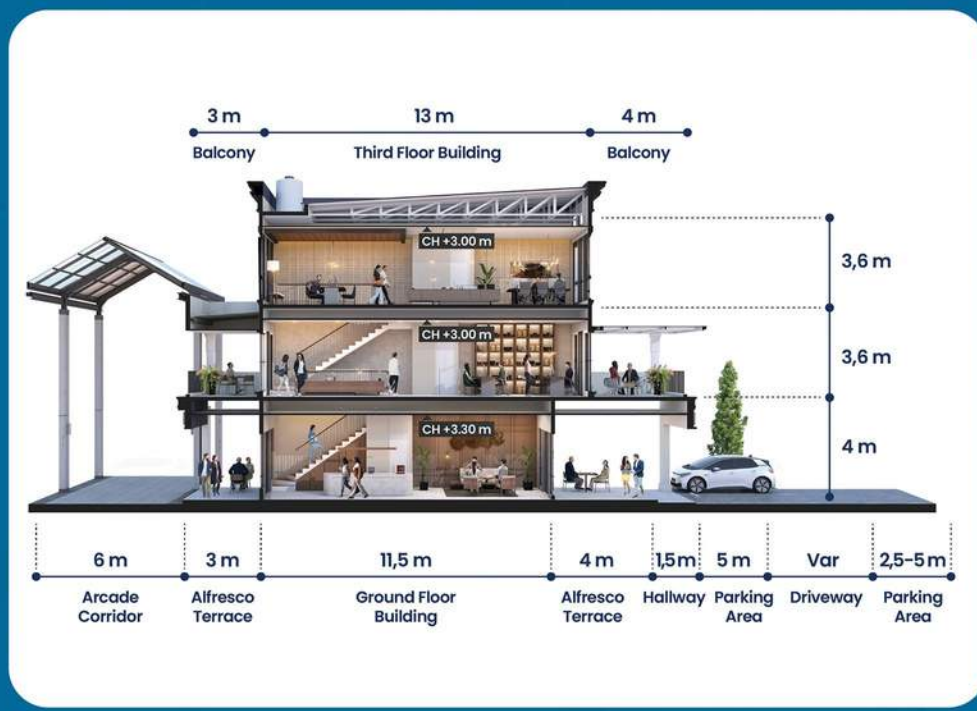 3 m
13 m
4 m
Balcony
Third Floor Building
Balcony
CH +3.00 m
3,6 m
CH +3.00 m
3,6 m
CH +3.30 m
4 m
6 m
3 m
11,5 m
4 m
1,5m
5 m
Var
2,5-5m
Arcade
Corridor
Alfresco
Terrace
Ground Floor
Building
Alfresco
Terrace
Hallway
Parking
Area
Driveway
Parking
Area